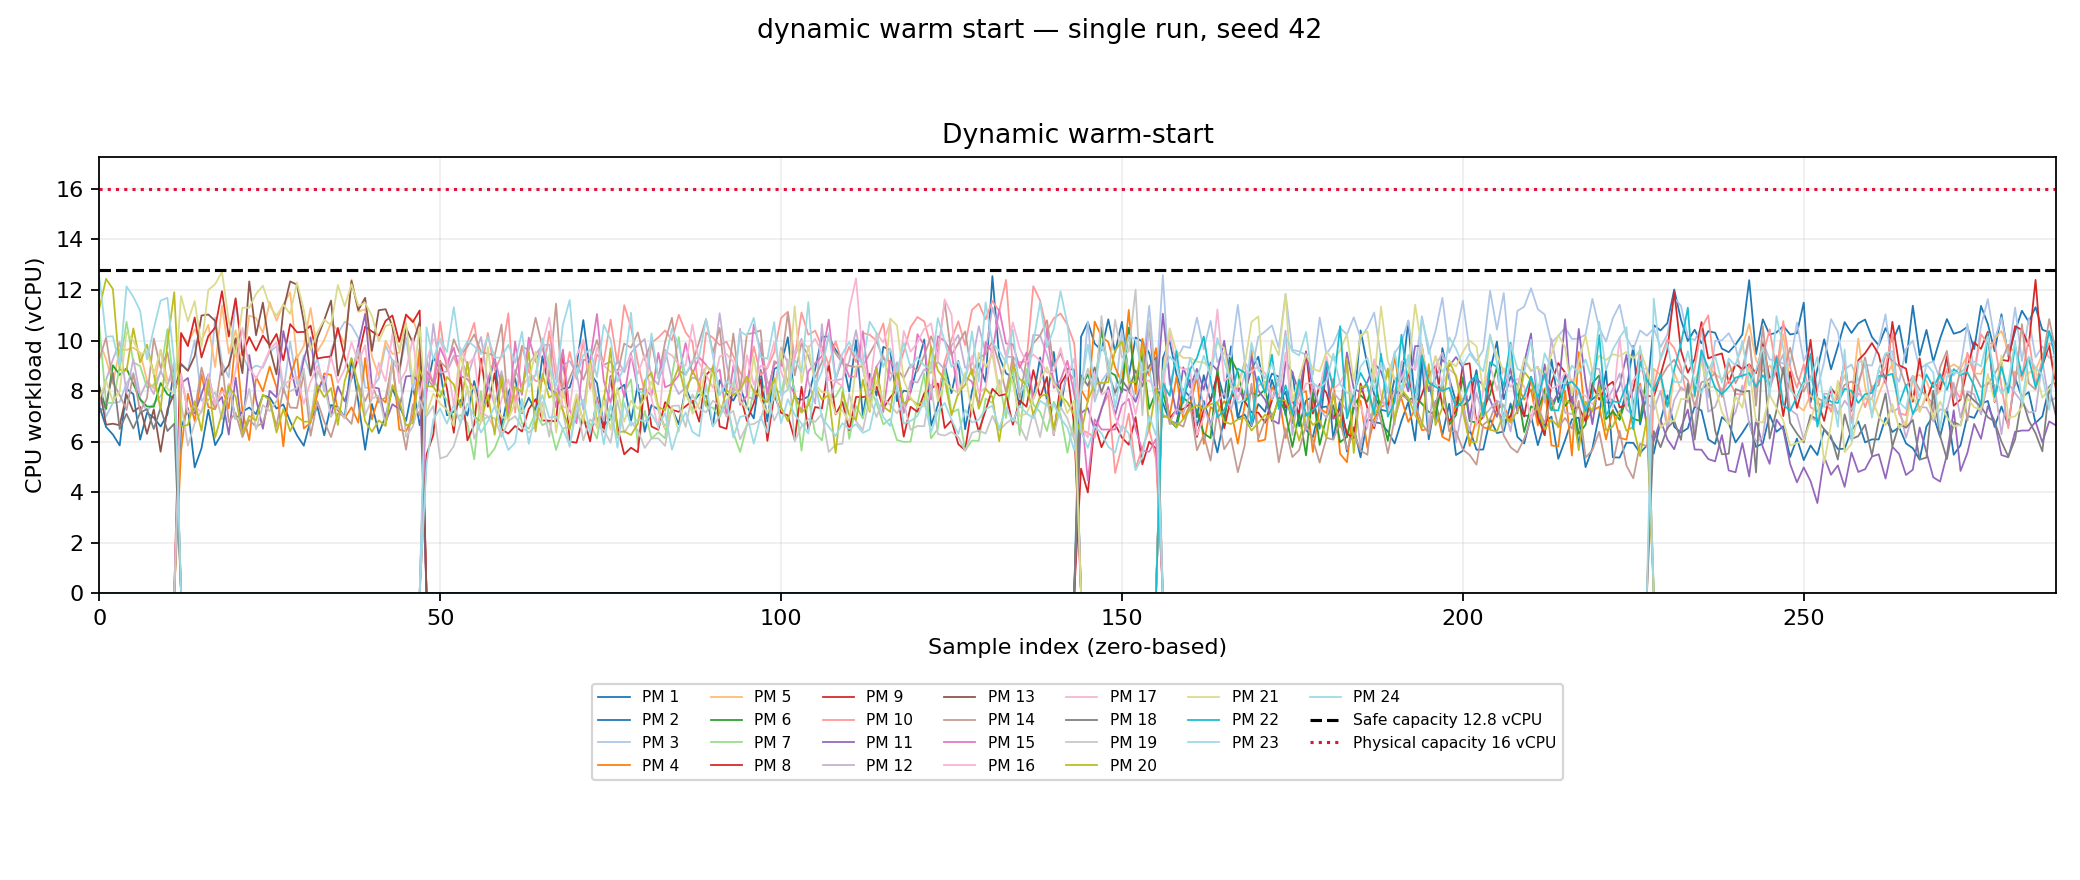 dynamic warm start — single run, seed 42
Dynamic warm-start
CPU workload (vCPU)
16
14
12
10
8
6
4
2
0
0 50 100 150 200 250
Sample index (zero-based)
PM 1 PM 5 PM 9 PM 13 PM 17 PM 21 PM 24
PM 2 PM 6 PM 10 PM 14 PM 18 PM 22 Safe capacity 12.8 vCPU
PM 3 PM 7 PM 11 PM 15 PM 19 PM 23 Physical capacity 16 vCPU
PM 4 PM 8 PM 12 PM 16 PM 20